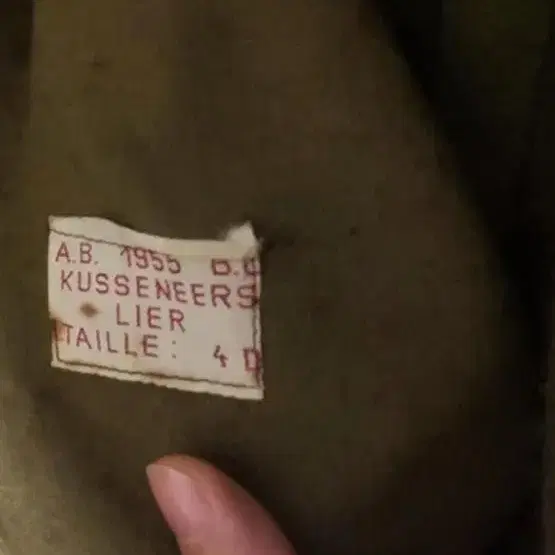 A.B. 1955 B.L
KUSSENEERS
LIER
TAILLE : 4 D